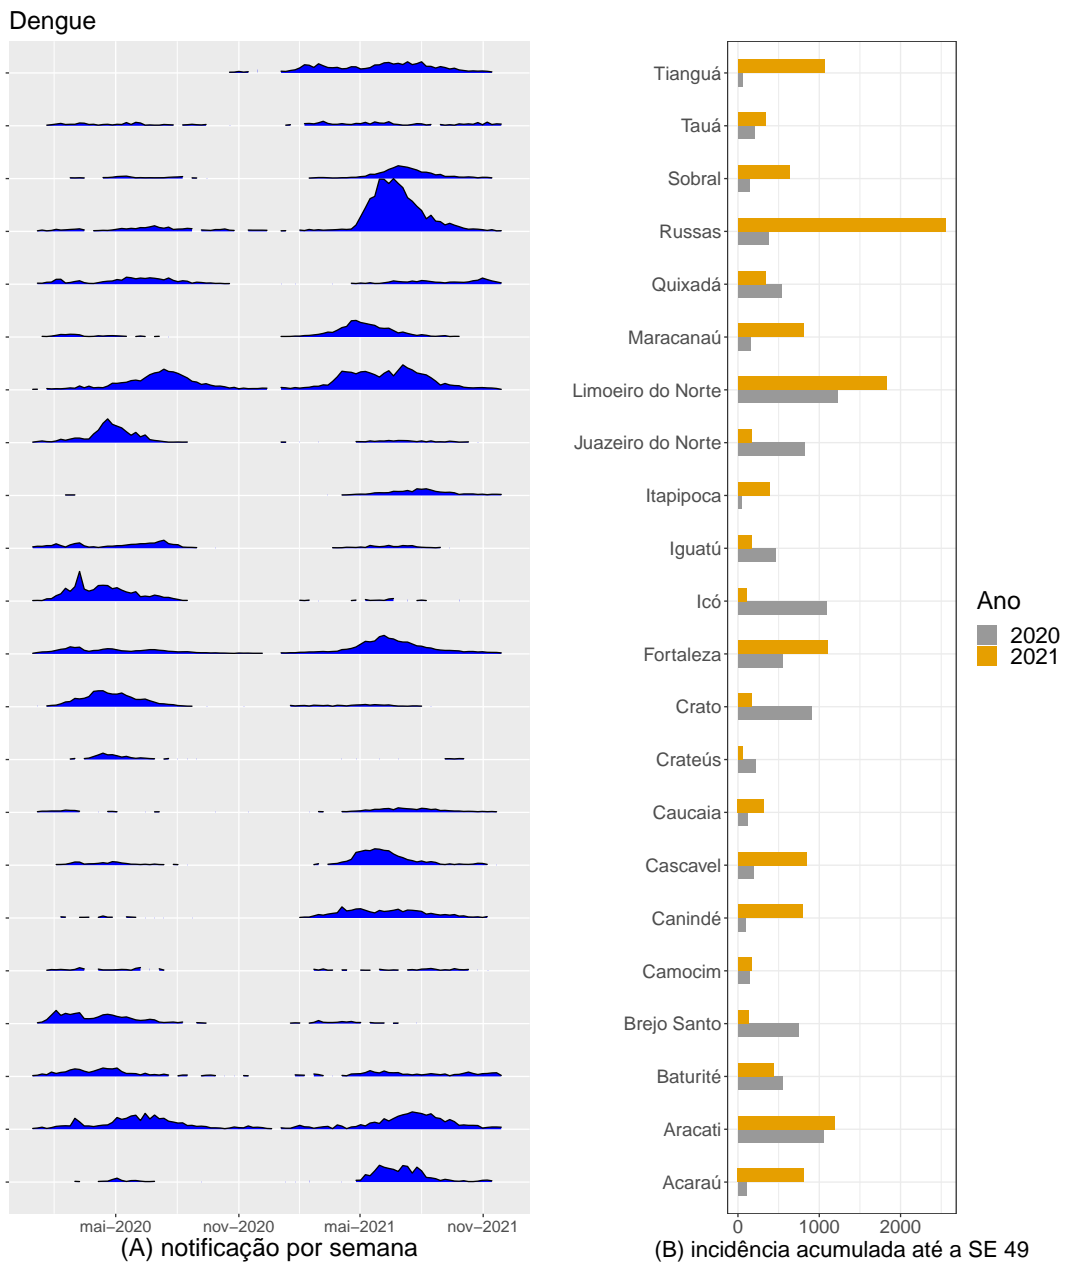 Dengue
Tianguá
Tauá
Sobral
Russas
Quixadá
Maracanaú
Limoeiro do Norte
Juazeiro do Norte
Itapipoca
Iguatú
Icó
Fortaleza
Crato
Crateús
Caucaia
Cascavel
Canindé
Camocim
Brejo Santo
Baturité
Aracati
Acaraú
mai−2020 nov−2020 mai−2021 nov−2021
(A) notificação por semana
0 1000 2000
(B) incidência acumulada até a SE 49
Ano
2020
2021